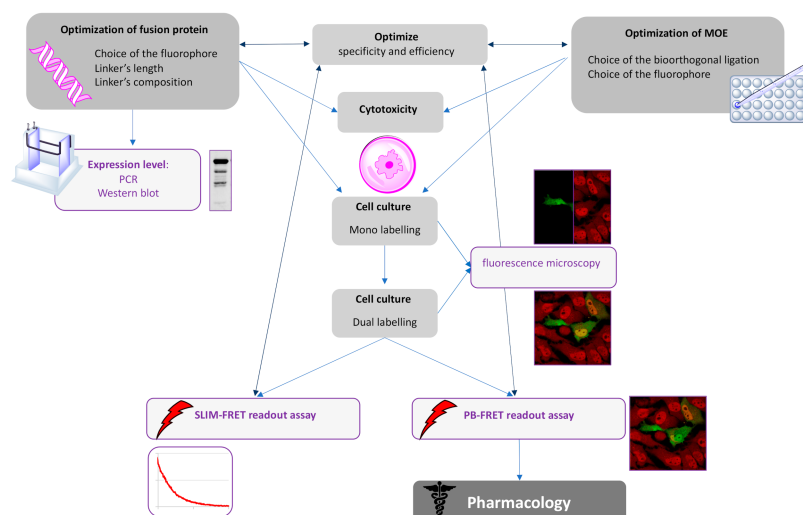 Optimization of fusion protein
Choice of the fluorophore
Linker's length
Linker's composition
Optimize
specificity and efficiency
Optimization of MOE
Choice of the bioorthogonal ligation
Choice of the fluorophore
Cytotoxicity
Expression level:
PCR
Western blot
Cell culture
Mono labelling
fluorescence microscopy
Cell culture
Dual labelling
SLIM-FRET readout assay
PB-FRET readout assay
Pharmacology